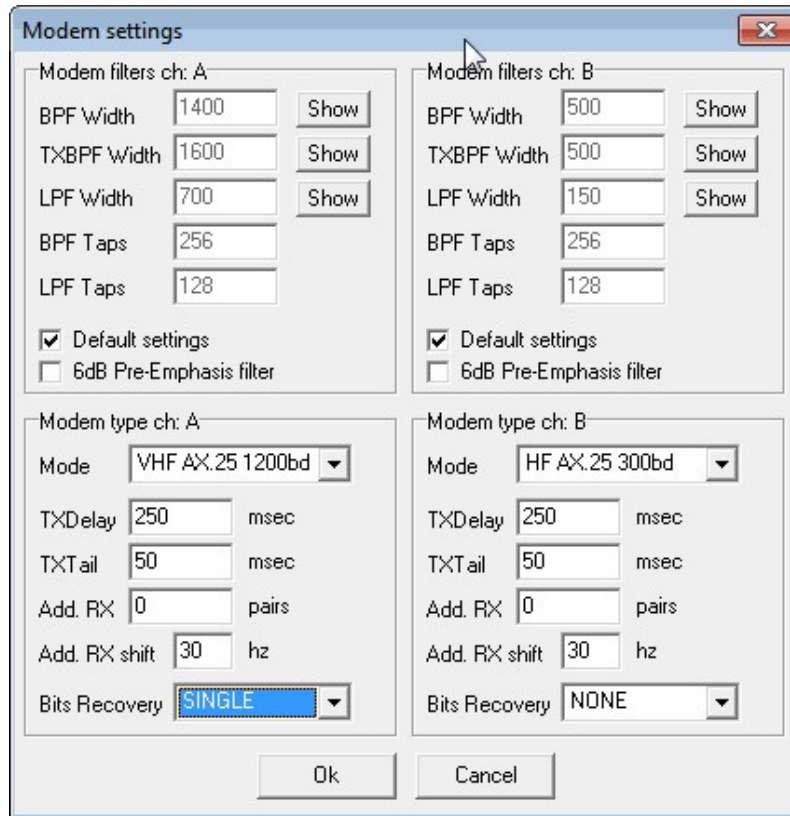 Modem settings
Modem filters ch: A
BPF Width 1400 Show
TXBPF Width 1600 Show
LPF Width 700 Show
BPF Taps 256
LPF Taps 128
Default settings
6dB Pre-Emphasis filter
Modem filters ch: B
BPF Width 500 Show
TXBPF Width 500 Show
LPF Width 150 Show
BPF Taps 256
LPF Taps 128
Default settings
6dB Pre-Emphasis filter
Modem type ch: A
Mode VHF AX.25 1200bd
TXDelay 250 msec
TXTail 50 msec
Add. RX 0 pairs
Add. RX shift 30 hz
Bits Recovery SINGLE
Modem type ch: B
Mode HF AX.25 300bd
TXDelay 250 msec
TXTail 50 msec
Add. RX 0 pairs
Add. RX shift 30 hz
Bits Recovery NONE
Ok Cancel